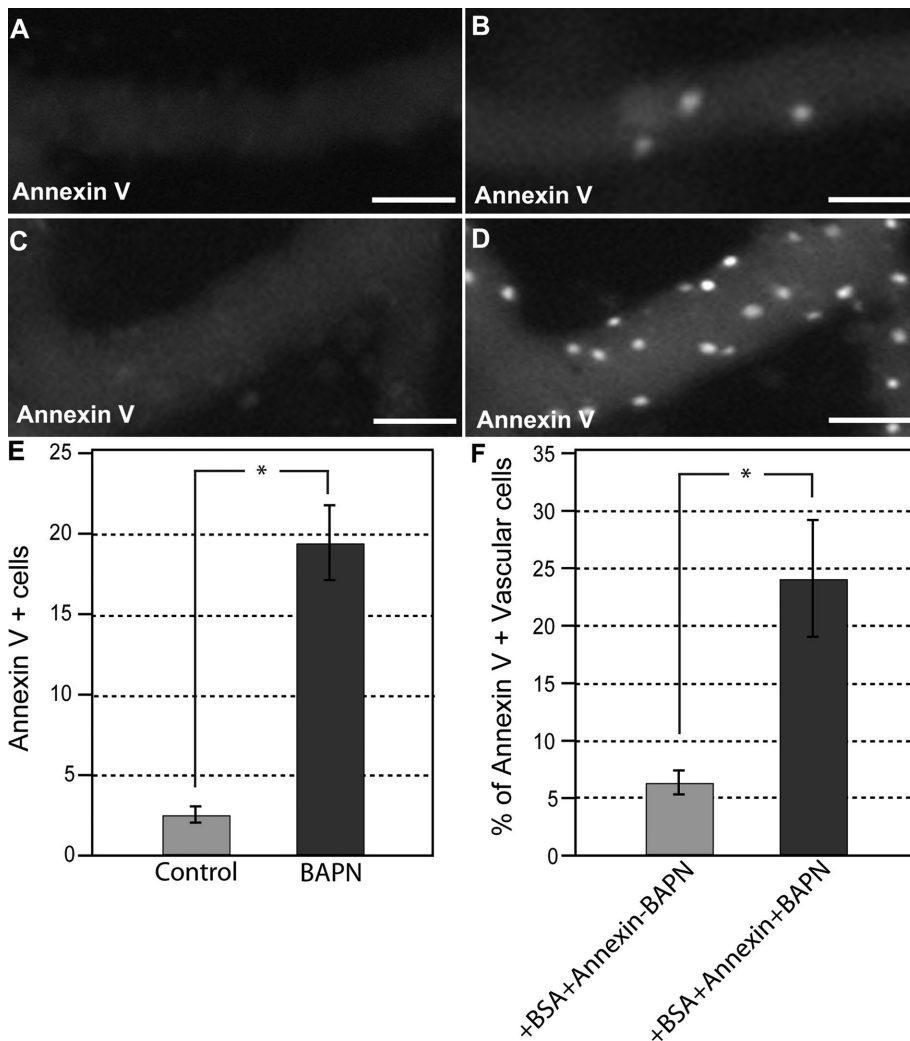 A
Annexin V
B
Annexin V
C
Annexin V
D
Annexin V
E
Annexin V + cells
25
20
15
10
5
0
*
Control
BAPN
F
% of Annexin V + Vascular cells
35
30
25
20
15
10
5
0
*
+BSA+Annexin-BAPN
+BSA+Annexin+BAPN